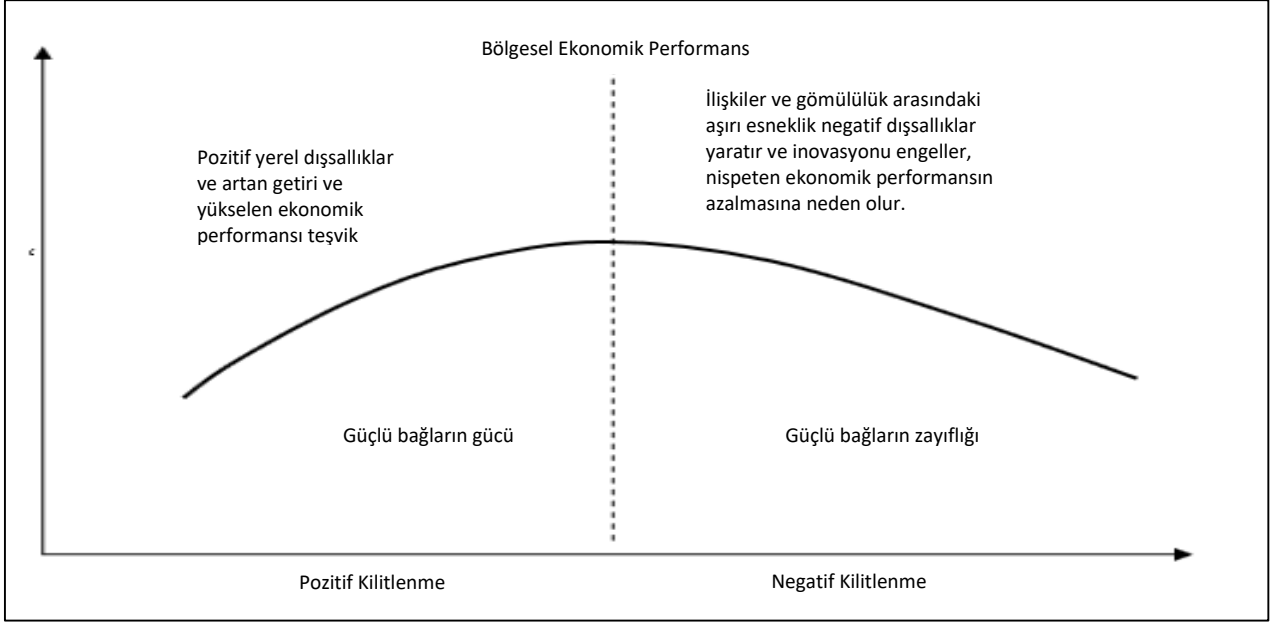 Bölgesel Ekonomik Performans
Pozitif yerel dışsallıklar
ve artan getiri ve
yükselen ekonomik
performansı teşvik
İlişkiler ve gömülülük arasındaki
aşırı esneklik negatif dışsallıklar
yaratır ve inovasyonu engeller,
nispeten ekonomik performansın
azalmasına neden olur.
Güçlü bağların gücü
Güçlü bağların zayıflığı
Pozitif Kilitlenme
Negatif Kilitlenme